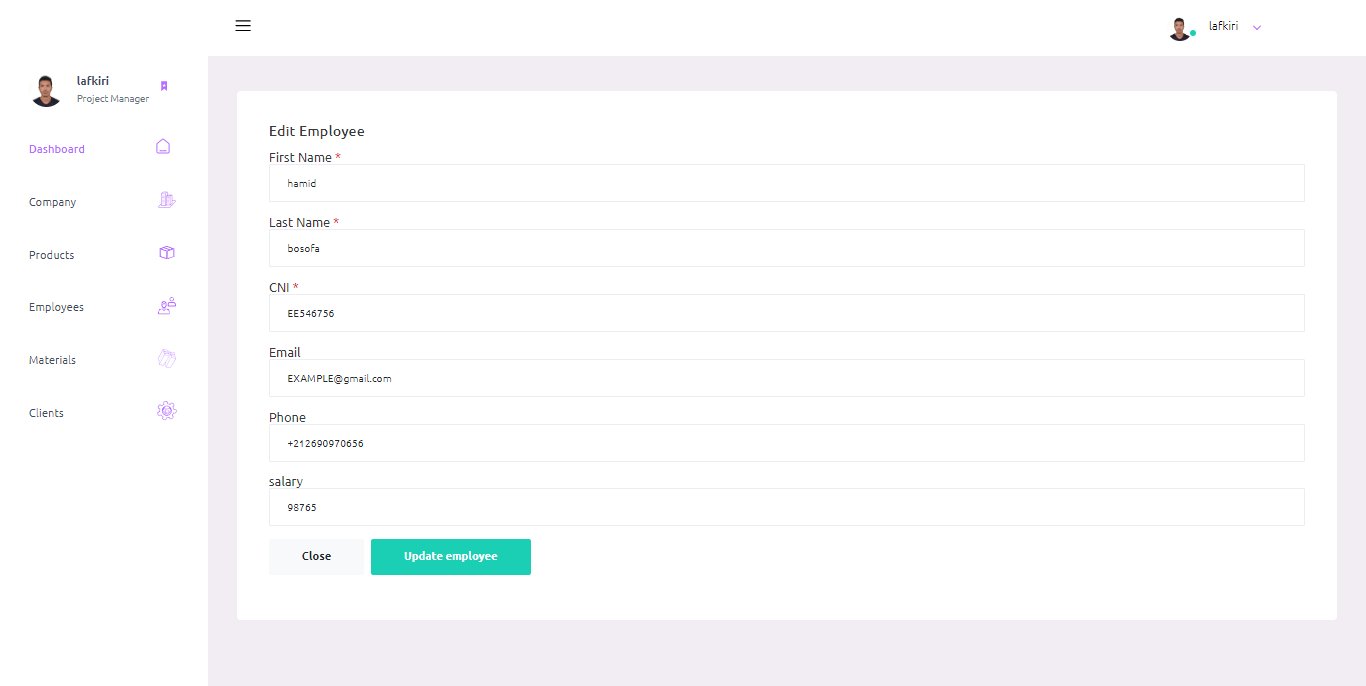 lafkiri
lafkiri
Project Manager
Dashboard
Company
Products
Employees
Materials
Clients
Edit Employee
First Name *
hamid
Last Name *
bosofa
CNI *
EE546756
Email
EXAMPLE@gmail.com
Phone
+212690970656
salary
98765
Close Update employee